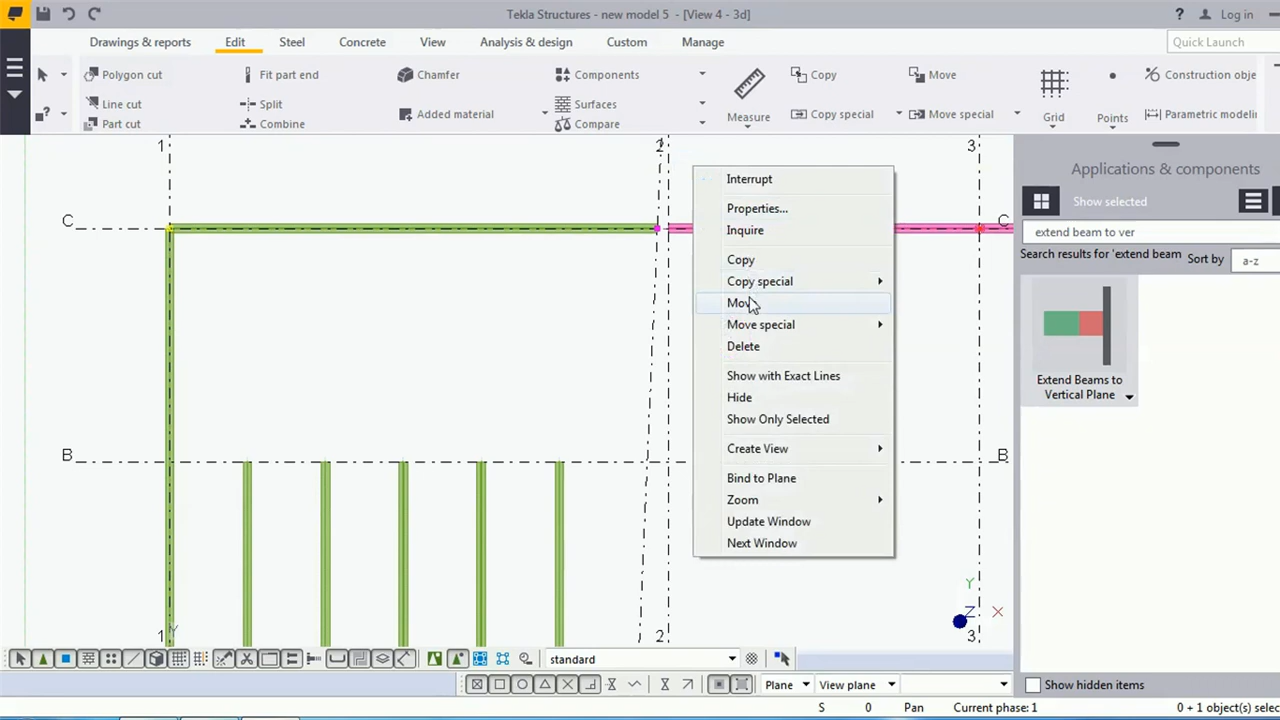 Tekla Structures - new model 5 - [View 4 - 3d]
? Log in
Drawings & reports Edit Steel Concrete View Analysis & design Custom Manage
Quick Launch
Polygon cut Fit part end Chamfer Components Copy Move Construction obje
Line cut Split Added material Surfaces Measure Copy special Move special Grid Points Parametric modelin
Part cut Combine Compare
1 2 3
C C
B B
1 2 3
Interrupt
Properties...
Inquire
Copy
Copy special
Mov
Move special
Delete
Show with Exact Lines
Hide
Show Only Selected
Create View
Bind to Plane
Zoom
Update Window
Next Window
Applications & components
Show selected
extend beam to ver
Search results for 'extend beam Sort by a-z
Extend Beams to
Vertical Plane
Y
Z X
Y
standard
Plane View plane
Show hidden items
S 0 Pan Current phase: 1 0 + 1 object(s) selec